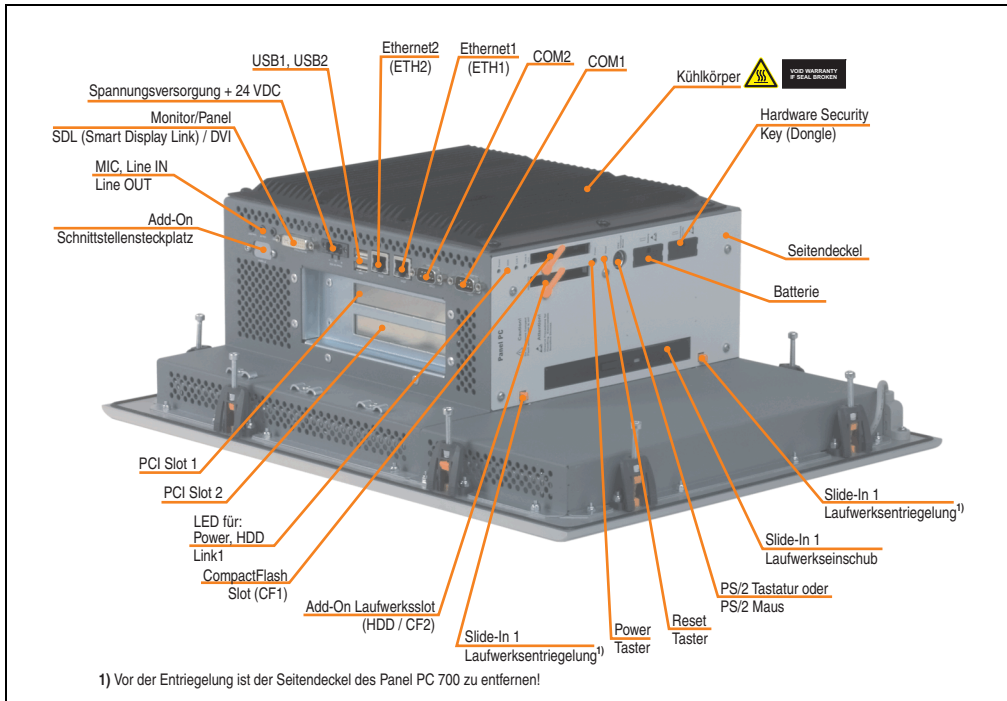 Ethernet2
(ETH2)
Ethernet1
(ETH1)
USB1, USB2
COM2
COM1
Kühlkörper
VOID WARRANTY
IF SEAL BROKEN
Spannungsversorgung + 24 VDC
Hardware Security
Key (Dongle)
Monitor/Panel
SDL (Smart Display Link) / DVI
MIC, Line IN
Line OUT
Add-On
Schnittstellensteckplatz
Seitendeckel
Batterie
Panel PC
PCI Slot 1
PCI Slot 2
LED für:
Power, HDD
Link1
CompactFlash
Slot (CF1)
Add-On Laufwerksslot
(HDD / CF2)
Slide-In 1
Laufwerksentriegelung1)
Power
Taster
Reset
Taster
PS/2 Tastatur oder
PS/2 Maus
Slide-In 1
Laufwerkseinschub
Slide-In 1
Laufwerksentriegelung1)
1) Vor der Entriegelung ist der Seitendeckel des Panel PC 700 zu entfernen!